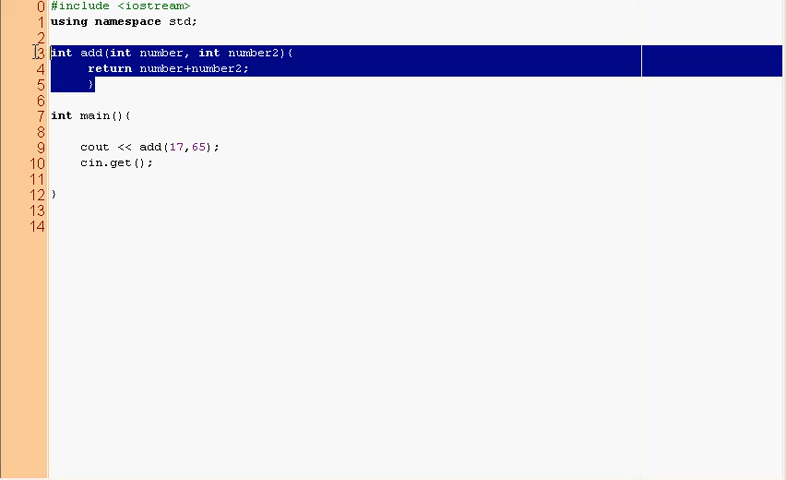 0 #include <iostream>
1 using namespace std;
2
3 int add(int number, int number2){
4 return number+number2;
5 }
6
7 int main(){
8
9 cout << add(17,65);
10 cin.get();
11
12 }
13
14